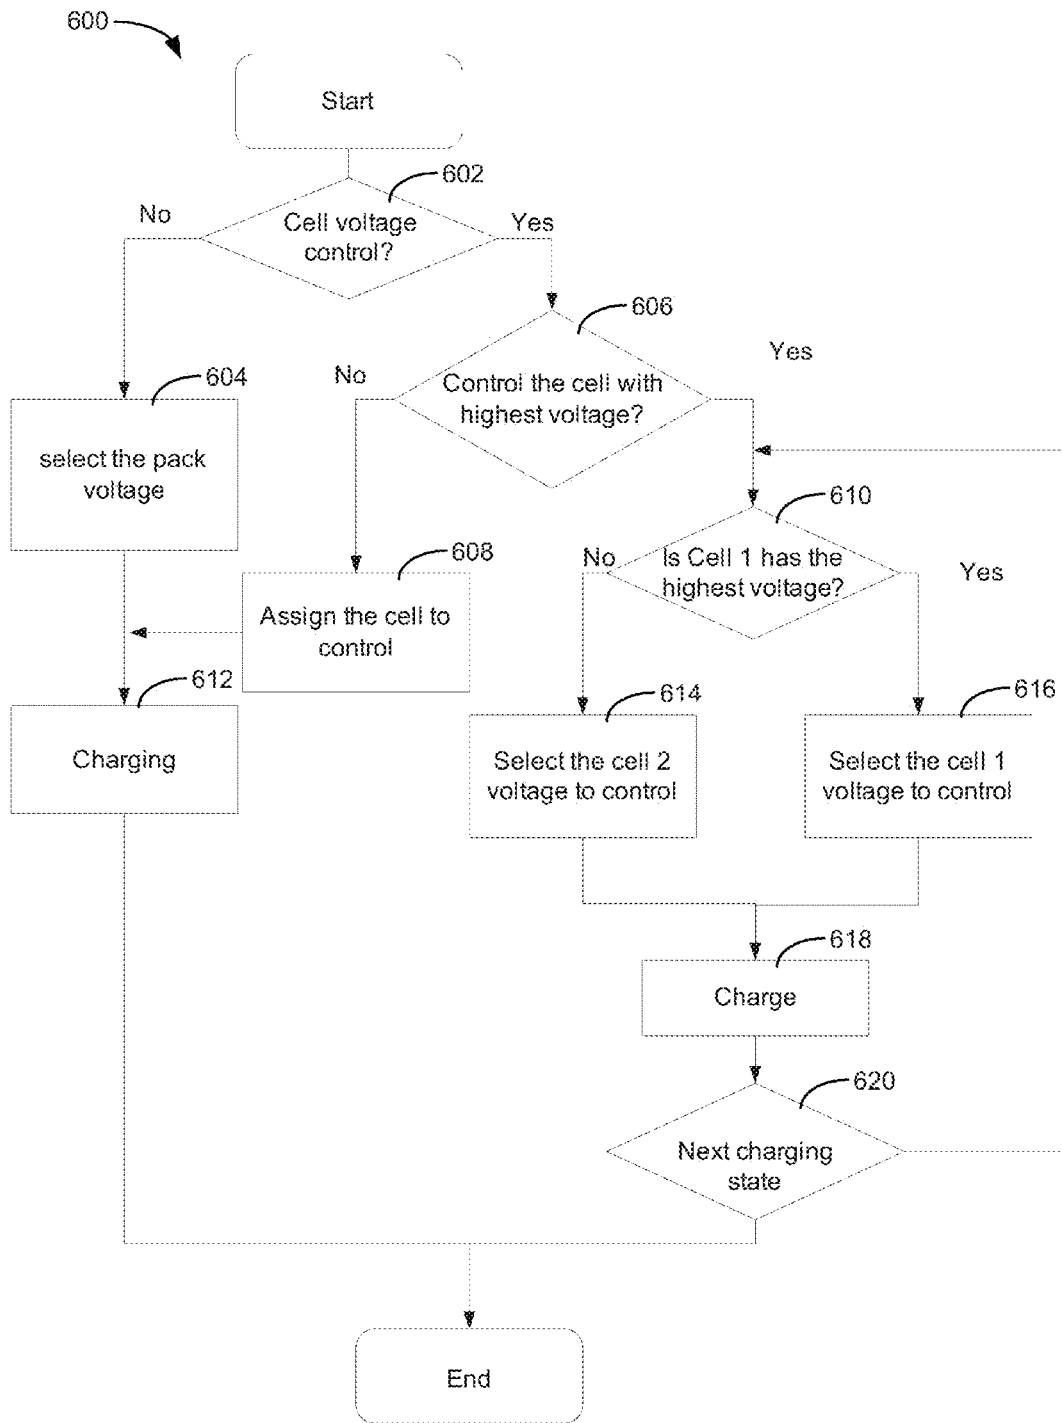 600
Start
602
No
Cell voltage
control?
Yes
606
Yes
604
No
Control the cell with
highest voltage?
select the pack
voltage
610
608
No
Is Cell 1 has the
highest voltage?
Yes
Assign the cell to
control
612
614
616
Charging
Select the cell 2
voltage to control
Select the cell 1
voltage to control
618
Charge
620
Next charging
state
End